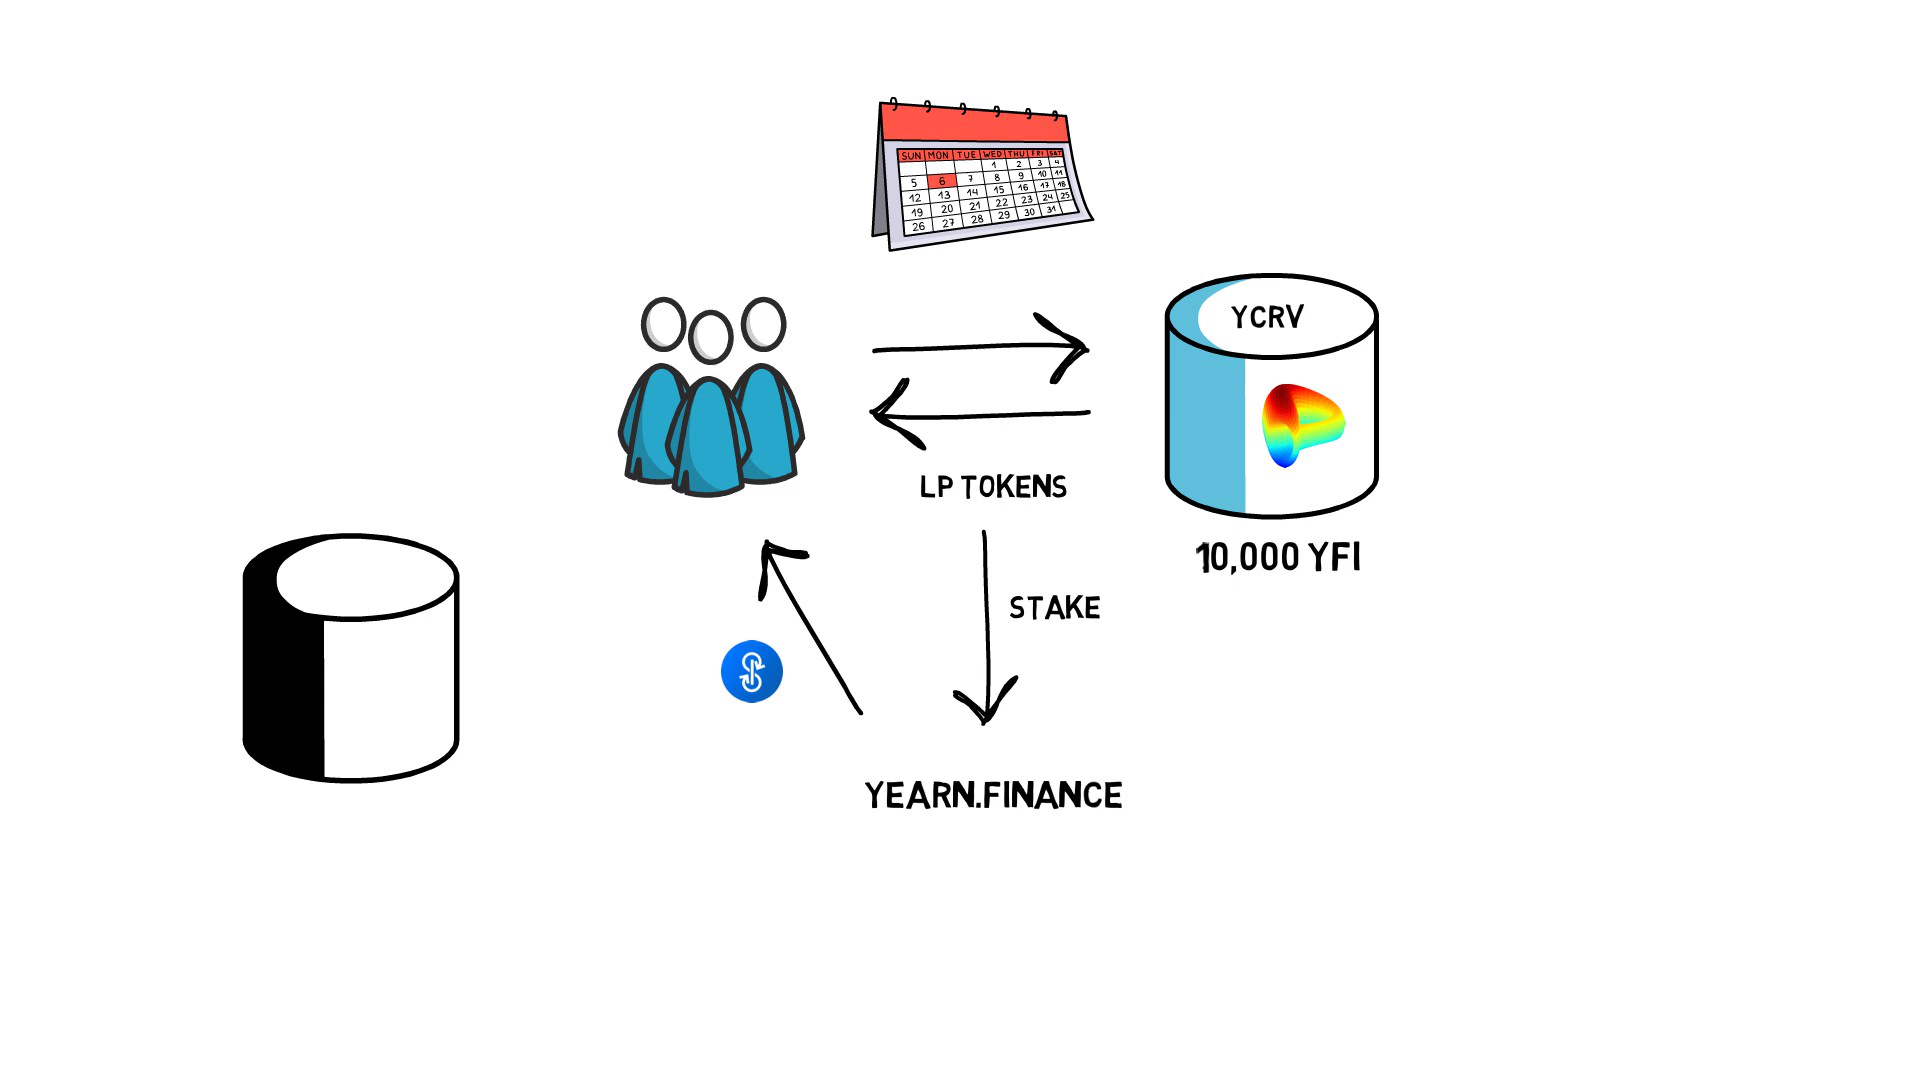 SUN MON TUE WED THU FRI SAT
1 2 3 4
5 6 7 8 9 10 11
12 13 14 15 16 17 18
19 20 21 22 23 24 25
26 27 28 29 30 31
YCRV
LP TOKENS
10,000 YFI
STAKE
YEARN.FINANCE